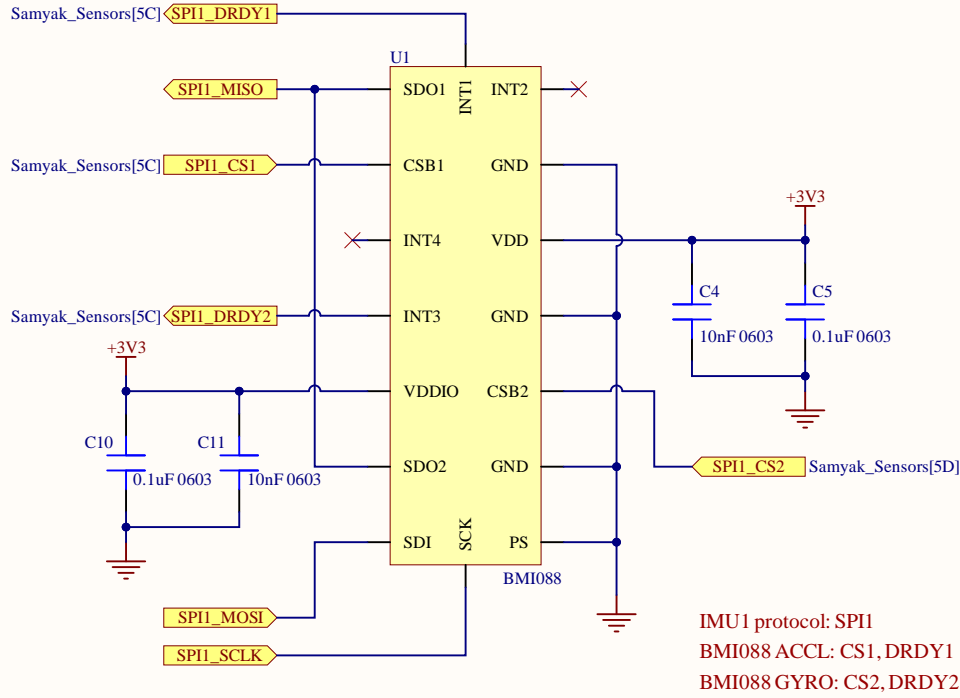 Samyak_Sensors[5C] SPI1_DRDY1
U1
SPI1_MISO SDO1 INT1 INT2
Samyak_Sensors[5C] SPI1_CS1 CSB1 GND
+3V3
INT4 VDD
C4 C5
Samyak_Sensors[5C] SPI1_DRDY2 INT3 GND
10nF 0603 0.1uF 0603
+3V3
VDDIO CSB2
C10 C11
SDO2 GND SPI1_CS2 Samyak_Sensors[5D]
0.1uF 0603 10nF 0603
SDI SCK PS
BMI088
SPI1_MOSI
SPI1_SCLK
IMU1 protocol: SPI1
BMI088 ACCL: CS1, DRDY1
BMI088 GYRO: CS2, DRDY2